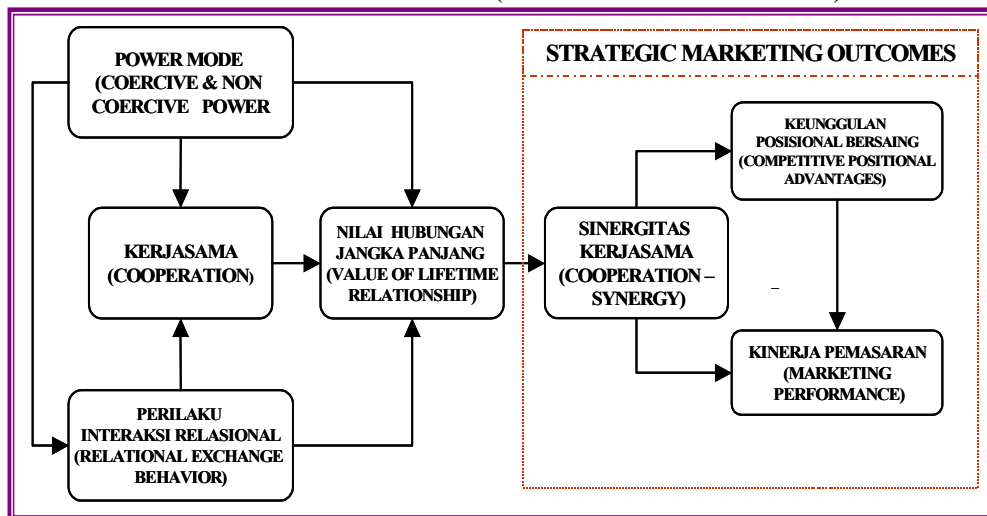 POWER MODE
(COERCIVE & NON
COERCIVE POWER
STRATEGIC MARKETING OUTCOMES
KEUNGGULAN
POSISIONAL BERSAING
(COMPETITIVE POSITIONAL
ADVANTAGES)
KERJASAMA
(COOPERATION)
NILAI HUBUNGAN
JANGKA PANJANG
(VALUE OF LIFETIME
RELATIONSHIP)
SINERGITAS
KERJASAMA
(COOPERATION –
SYNERGY)
–
KINERJA PEMASARAN
(MARKETING
PERFORMANCE)
PERILAKU
INTERAKSI RELASIONAL
(RELATIONAL EXCHANGE
BEHAVIOR)